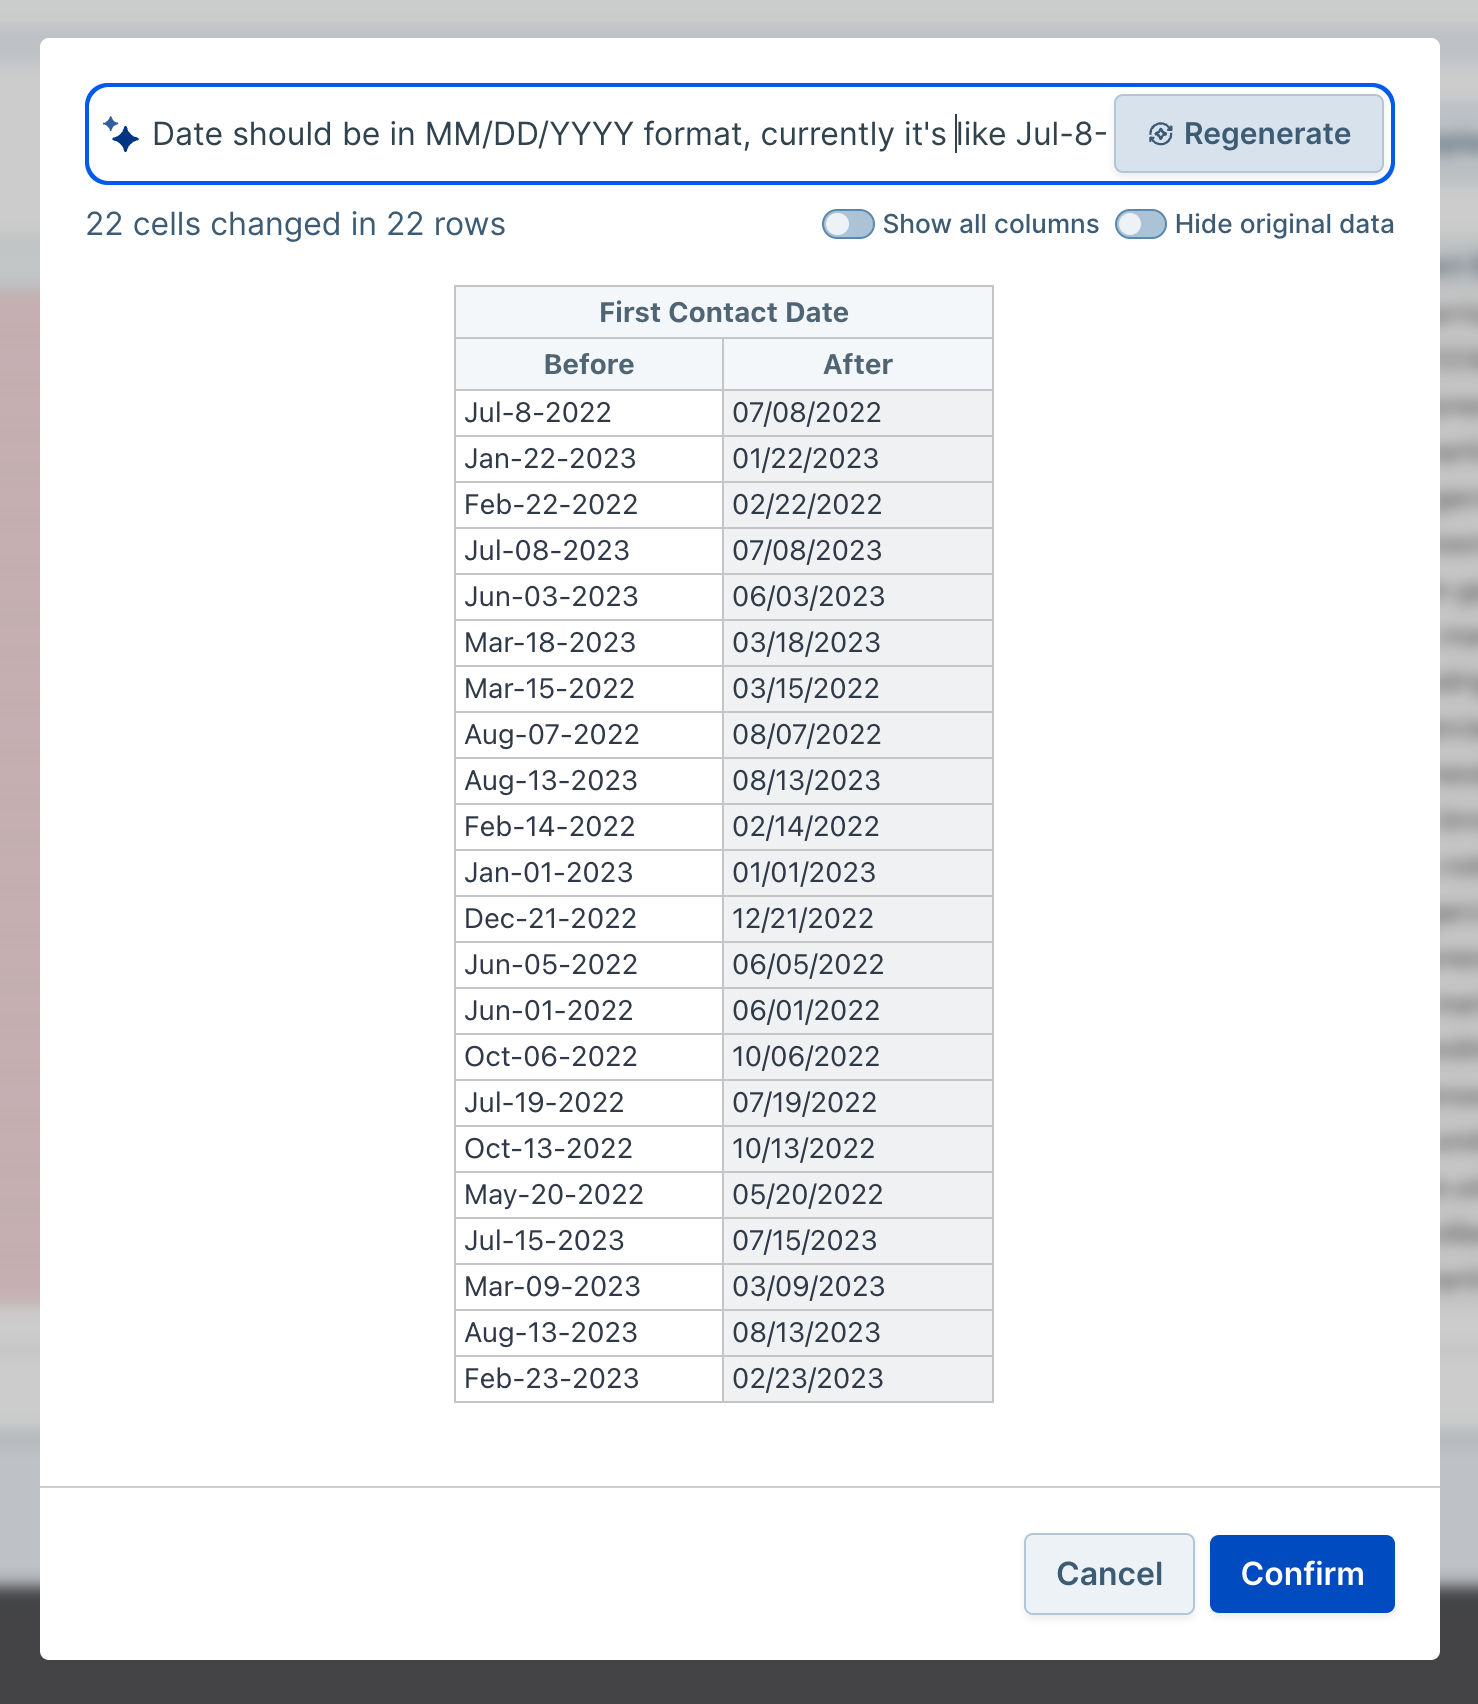 Date should be in MM/DD/YYYY format, currently it's like Jul-8-
Regenerate
22 cells changed in 22 rows
Show all columns
Hide original data
First Contact Date
Before After
Jul-8-2022 07/08/2022
Jan-22-2023 01/22/2023
Feb-22-2022 02/22/2022
Jul-08-2023 07/08/2023
Jun-03-2023 06/03/2023
Mar-18-2023 03/18/2023
Mar-15-2022 03/15/2022
Aug-07-2022 08/07/2022
Aug-13-2023 08/13/2023
Feb-14-2022 02/14/2022
Jan-01-2023 01/01/2023
Dec-21-2022 12/21/2022
Jun-05-2022 06/05/2022
Jun-01-2022 06/01/2022
Oct-06-2022 10/06/2022
Jul-19-2022 07/19/2022
Oct-13-2022 10/13/2022
May-20-2022 05/20/2022
Jul-15-2023 07/15/2023
Mar-09-2023 03/09/2023
Aug-13-2023 08/13/2023
Feb-23-2023 02/23/2023
Cancel
Confirm